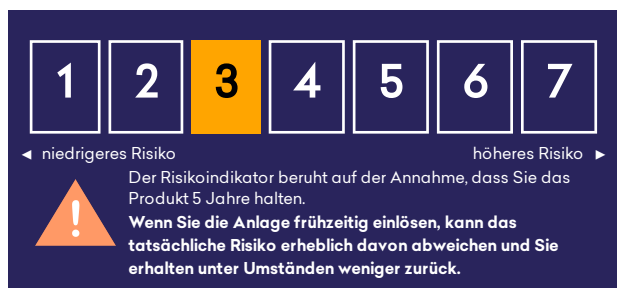 1 2 3 4 5 6 7
◄ niedrigeres Risiko höheres Risiko ►
Der Risikoindikator beruht auf der Annahme, dass Sie das
Produkt 5 Jahre halten.
Wenn Sie die Anlage frühzeitig einlösen, kann das
tatsächliche Risiko erheblich davon abweichen und Sie
erhalten unter Umständen weniger zurück.